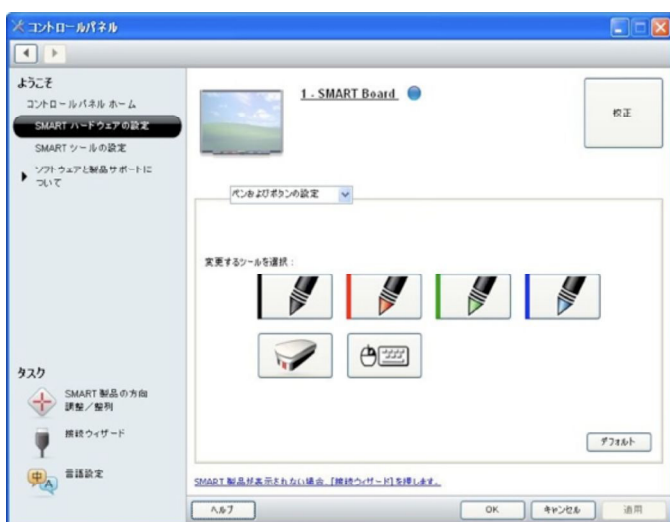 コントロールパネル
ようこそ
コントロールパネル ホーム
SMART ハードウェアの設定
SMART ツールの設定
ソフトウェアと製品サポートに
ついて
1 - SMART Board
校正
ペンおよびボタンの設定
変更するツールを選択 :
デフォルト
タスク
SMART 製品の方向
調整／整列
接続ウィザード
言語設定
SMART 製品が表示されない場合、[接続ウィザード]を押します。
ヘルプ
OK
キャンセル
適用